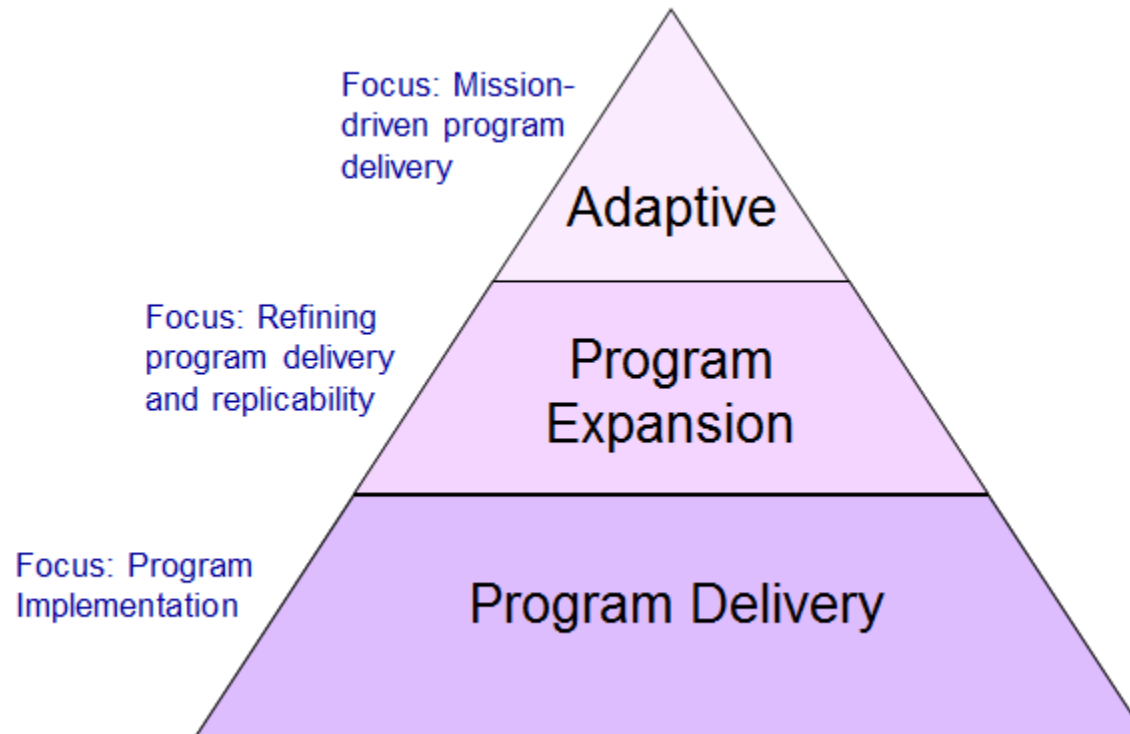 Focus: Mission-
driven program
delivery
Adaptive
Focus: Refining
program delivery
and replicability
Program
Expansion
Focus: Program
Implementation
Program Delivery